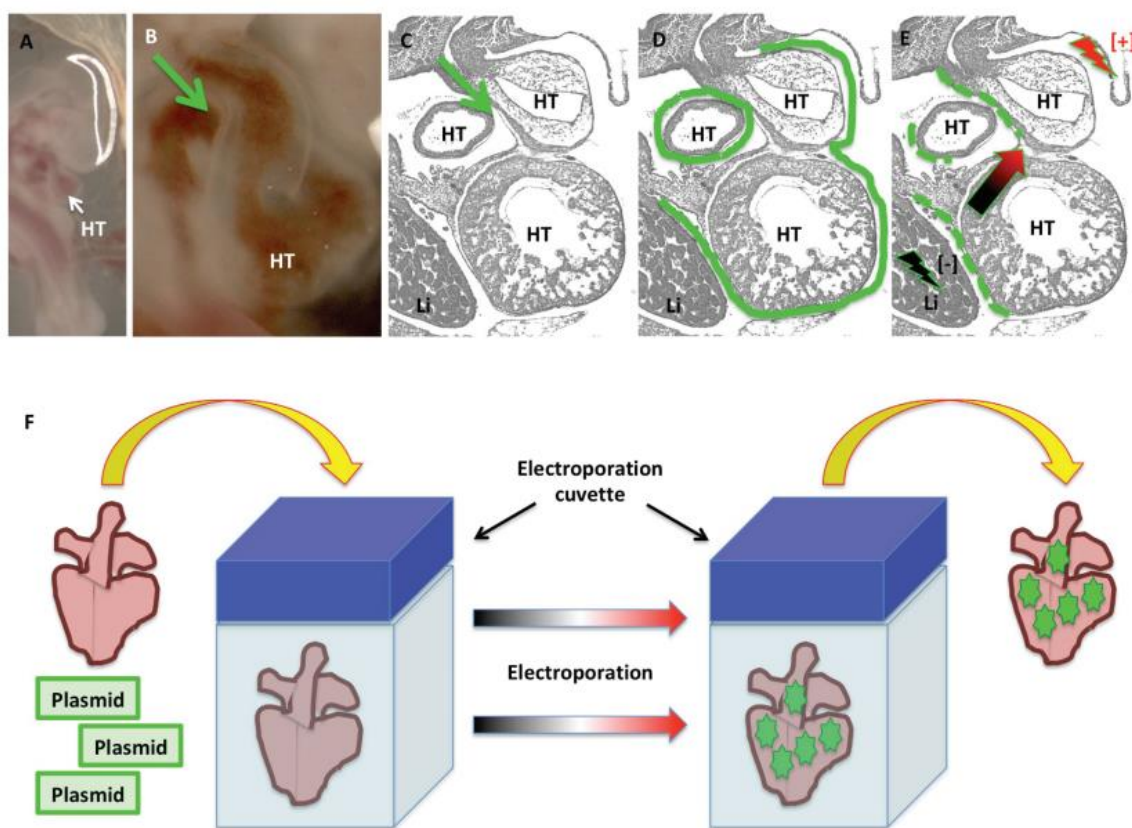 A
HT
B
HT
C
HT
HT
HT
Li
D
HT
HT
HT
Li
E
[+]
HT
HT
HT
[-]
Li
F
Electroporation
cuvette
Electroporation
Plasmid
Plasmid
Plasmid